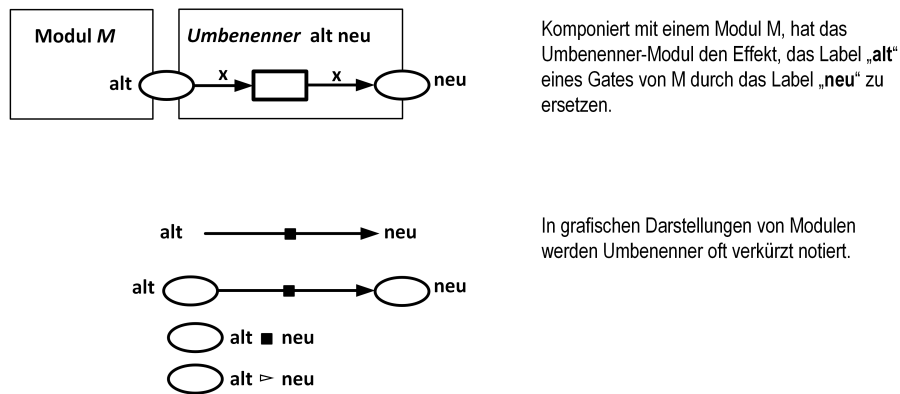 Modul M
Umbenenner alt neu
alt
x
x
neu
Komponiert mit einem Modul M, hat das
Umbenenner-Modul den Effekt, das Label „alt“
eines Gates von M durch das Label „neu“ zu
ersetzen.
alt
neu
In grafischen Darstellungen von Modulen
werden Umbenenner oft verkürzt notiert.
alt
neu
alt ■ neu
alt ▻ neu